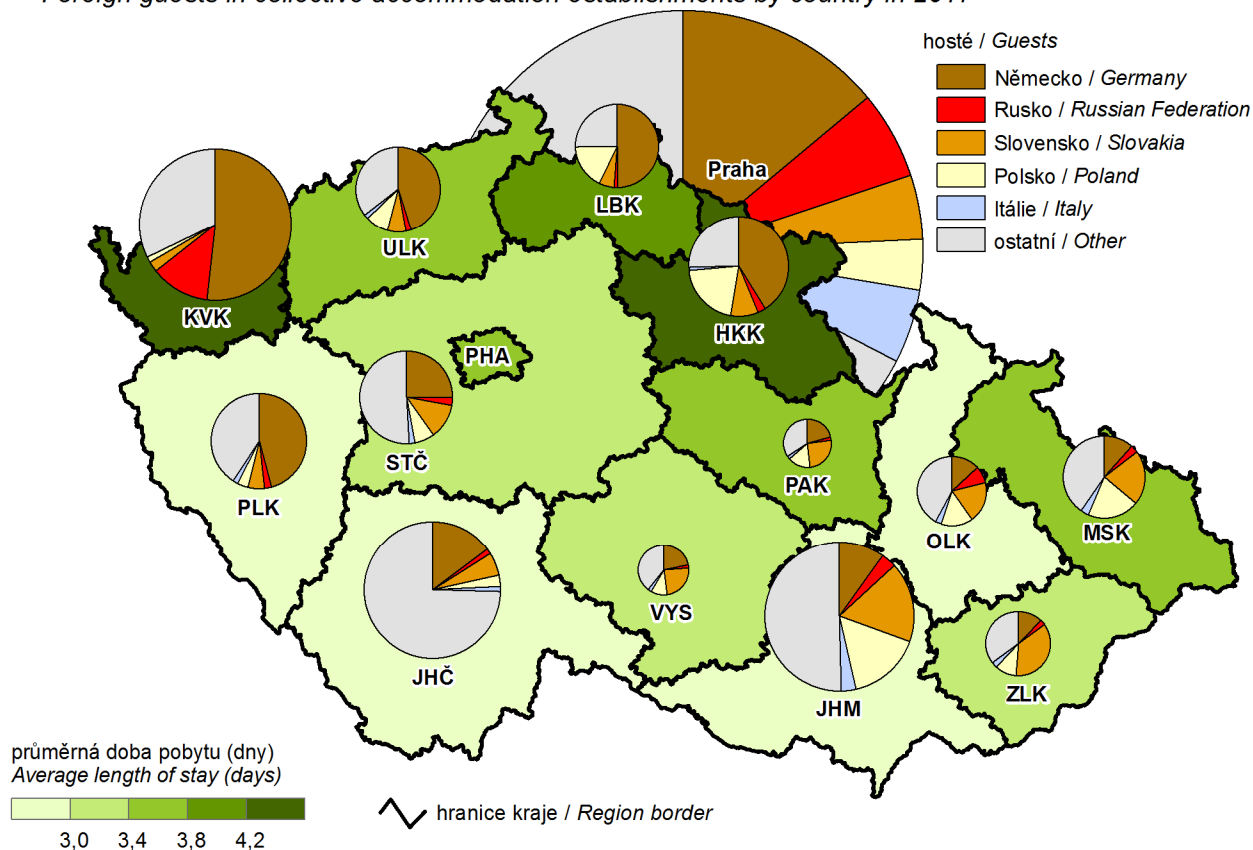 hosté / Guests
Německo / Germany
Rusko / Russian Federation
Slovensko / Slovakia
Polsko / Poland
Itálie / Italy
ostatní / Other
Praha
LBK
ULK
KVK
HKK
PHA
STČ
PLK
PAK
OLK
MSK
VYS
JHČ
JHM
ZLK
průměrná doba pobytu (dny)
Average length of stay (days)
3,0 3,4 3,8 4,2
hranice kraje / Region border